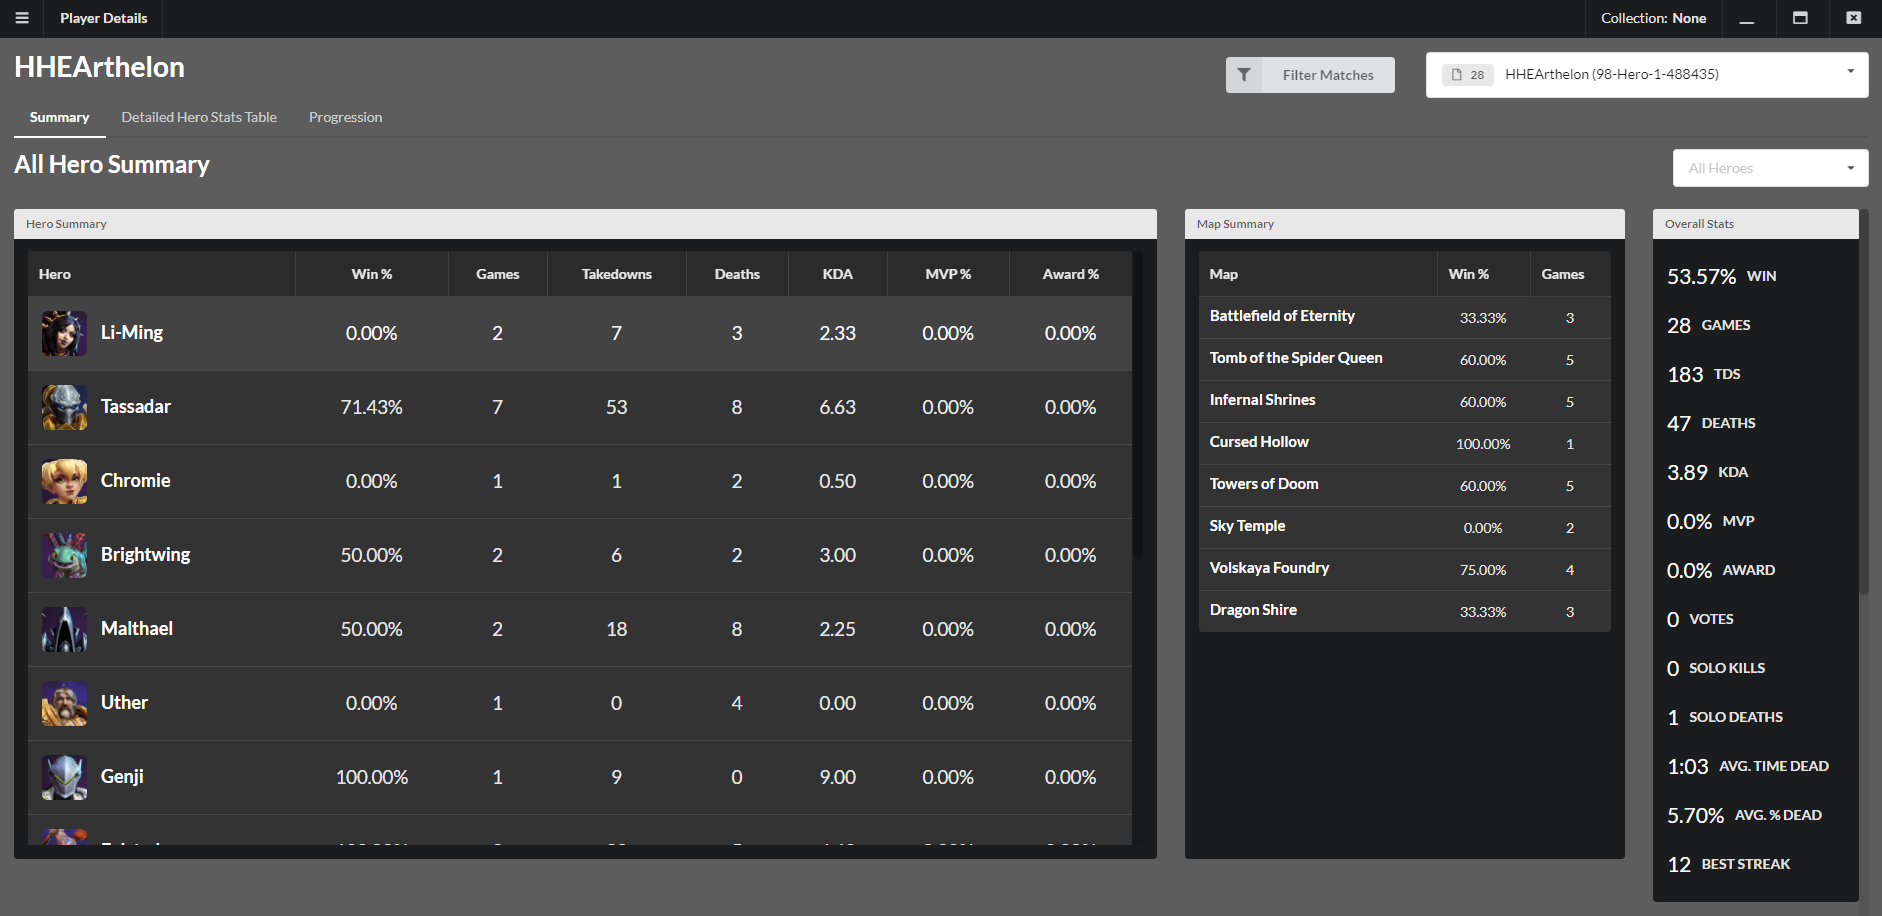 Player Details
Collection: None
HHEArthelon
Filter Matches
28 HHEArthelon (98-Hero-1-488435)
Summary Detailed Hero Stats Table Progression
All Hero Summary
All Heroes
Hero Summary
Hero Win % Games Takedowns Deaths KDA MVP % Award %
Li-Ming 0.00% 2 7 3 2.33 0.00% 0.00%
Tassadar 71.43% 7 53 8 6.63 0.00% 0.00%
Chromie 0.00% 1 1 2 0.50 0.00% 0.00%
Brightwing 50.00% 2 6 2 3.00 0.00% 0.00%
Malthael 50.00% 2 18 8 2.25 0.00% 0.00%
Uther 0.00% 1 0 4 0.00 0.00% 0.00%
Genji 100.00% 1 9 0 9.00 0.00% 0.00%
Map Summary
Map Win % Games
Battlefield of Eternity 33.33% 3
Tomb of the Spider Queen 60.00% 5
Infernal Shrines 60.00% 5
Cursed Hollow 100.00% 1
Towers of Doom 60.00% 5
Sky Temple 0.00% 2
Volskaya Foundry 75.00% 4
Dragon Shire 33.33% 3
Overall Stats
53.57% WIN
28 GAMES
183 TDS
47 DEATHS
3.89 KDA
0.0% MVP
0.0% AWARD
0 VOTES
0 SOLO KILLS
1 SOLO DEATHS
1:03 AVG. TIME DEAD
5.70% AVG. % DEAD
12 BEST STREAK